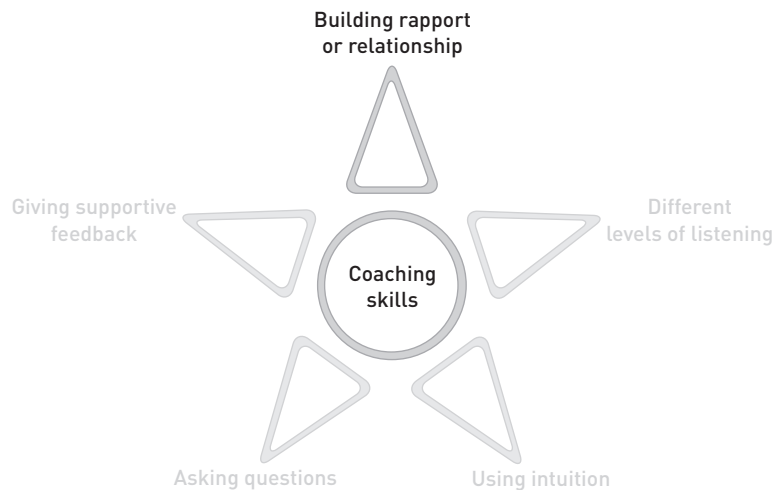 Building rapport
or relationship
Giving supportive
feedback
Different
levels of listening
Coaching
skills
Asking questions
Using intuition